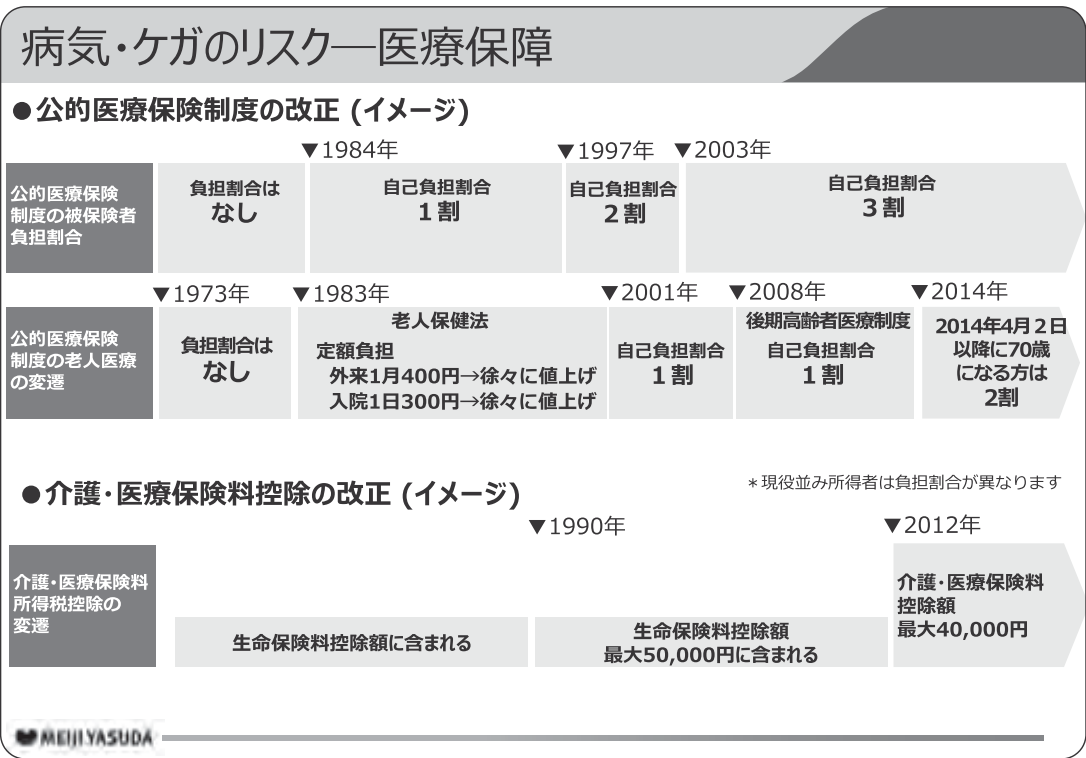 病気・ケガのリスク―医療保障
●公的医療保険制度の改正 (イメージ)
▼1984年
▼1997年
▼2003年
公的医療保険
制度の被保険者
負担割合
負担割合は
なし
自己負担割合
１割
自己負担割合
２割
自己負担割合
３割
▼1973年
▼1983年
▼2001年
▼2008年
▼2014年
公的医療保険
制度の老人医療
の変遷
負担割合は
なし
老人保健法
定額負担
外来1月400円→徐々に値上げ
入院1日300円→徐々に値上げ
自己負担割合
１割
後期高齢者医療制度
自己負担割合
１割
2014年4月２日
以降に70歳
になる方は
2割
＊現役並み所得者は負担割合が異なります
●介護・医療保険料控除の改正 (イメージ)
▼1990年
▼2012年
介護・医療保険料
所得税控除の
変遷
生命保険料控除額に含まれる
生命保険料控除額
最大50,000円に含まれる
介護・医療保険料
控除額
最大40,000円
MEIJI YASUDA